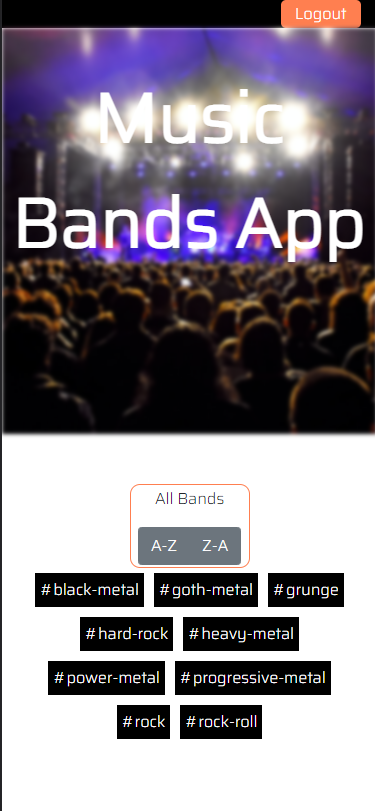 Logout
Music
Bands App
All Bands
A-Z Z-A
#black-metal #goth-metal #grunge
#hard-rock #heavy-metal
#power-metal #progressive-metal
#rock #rock-roll